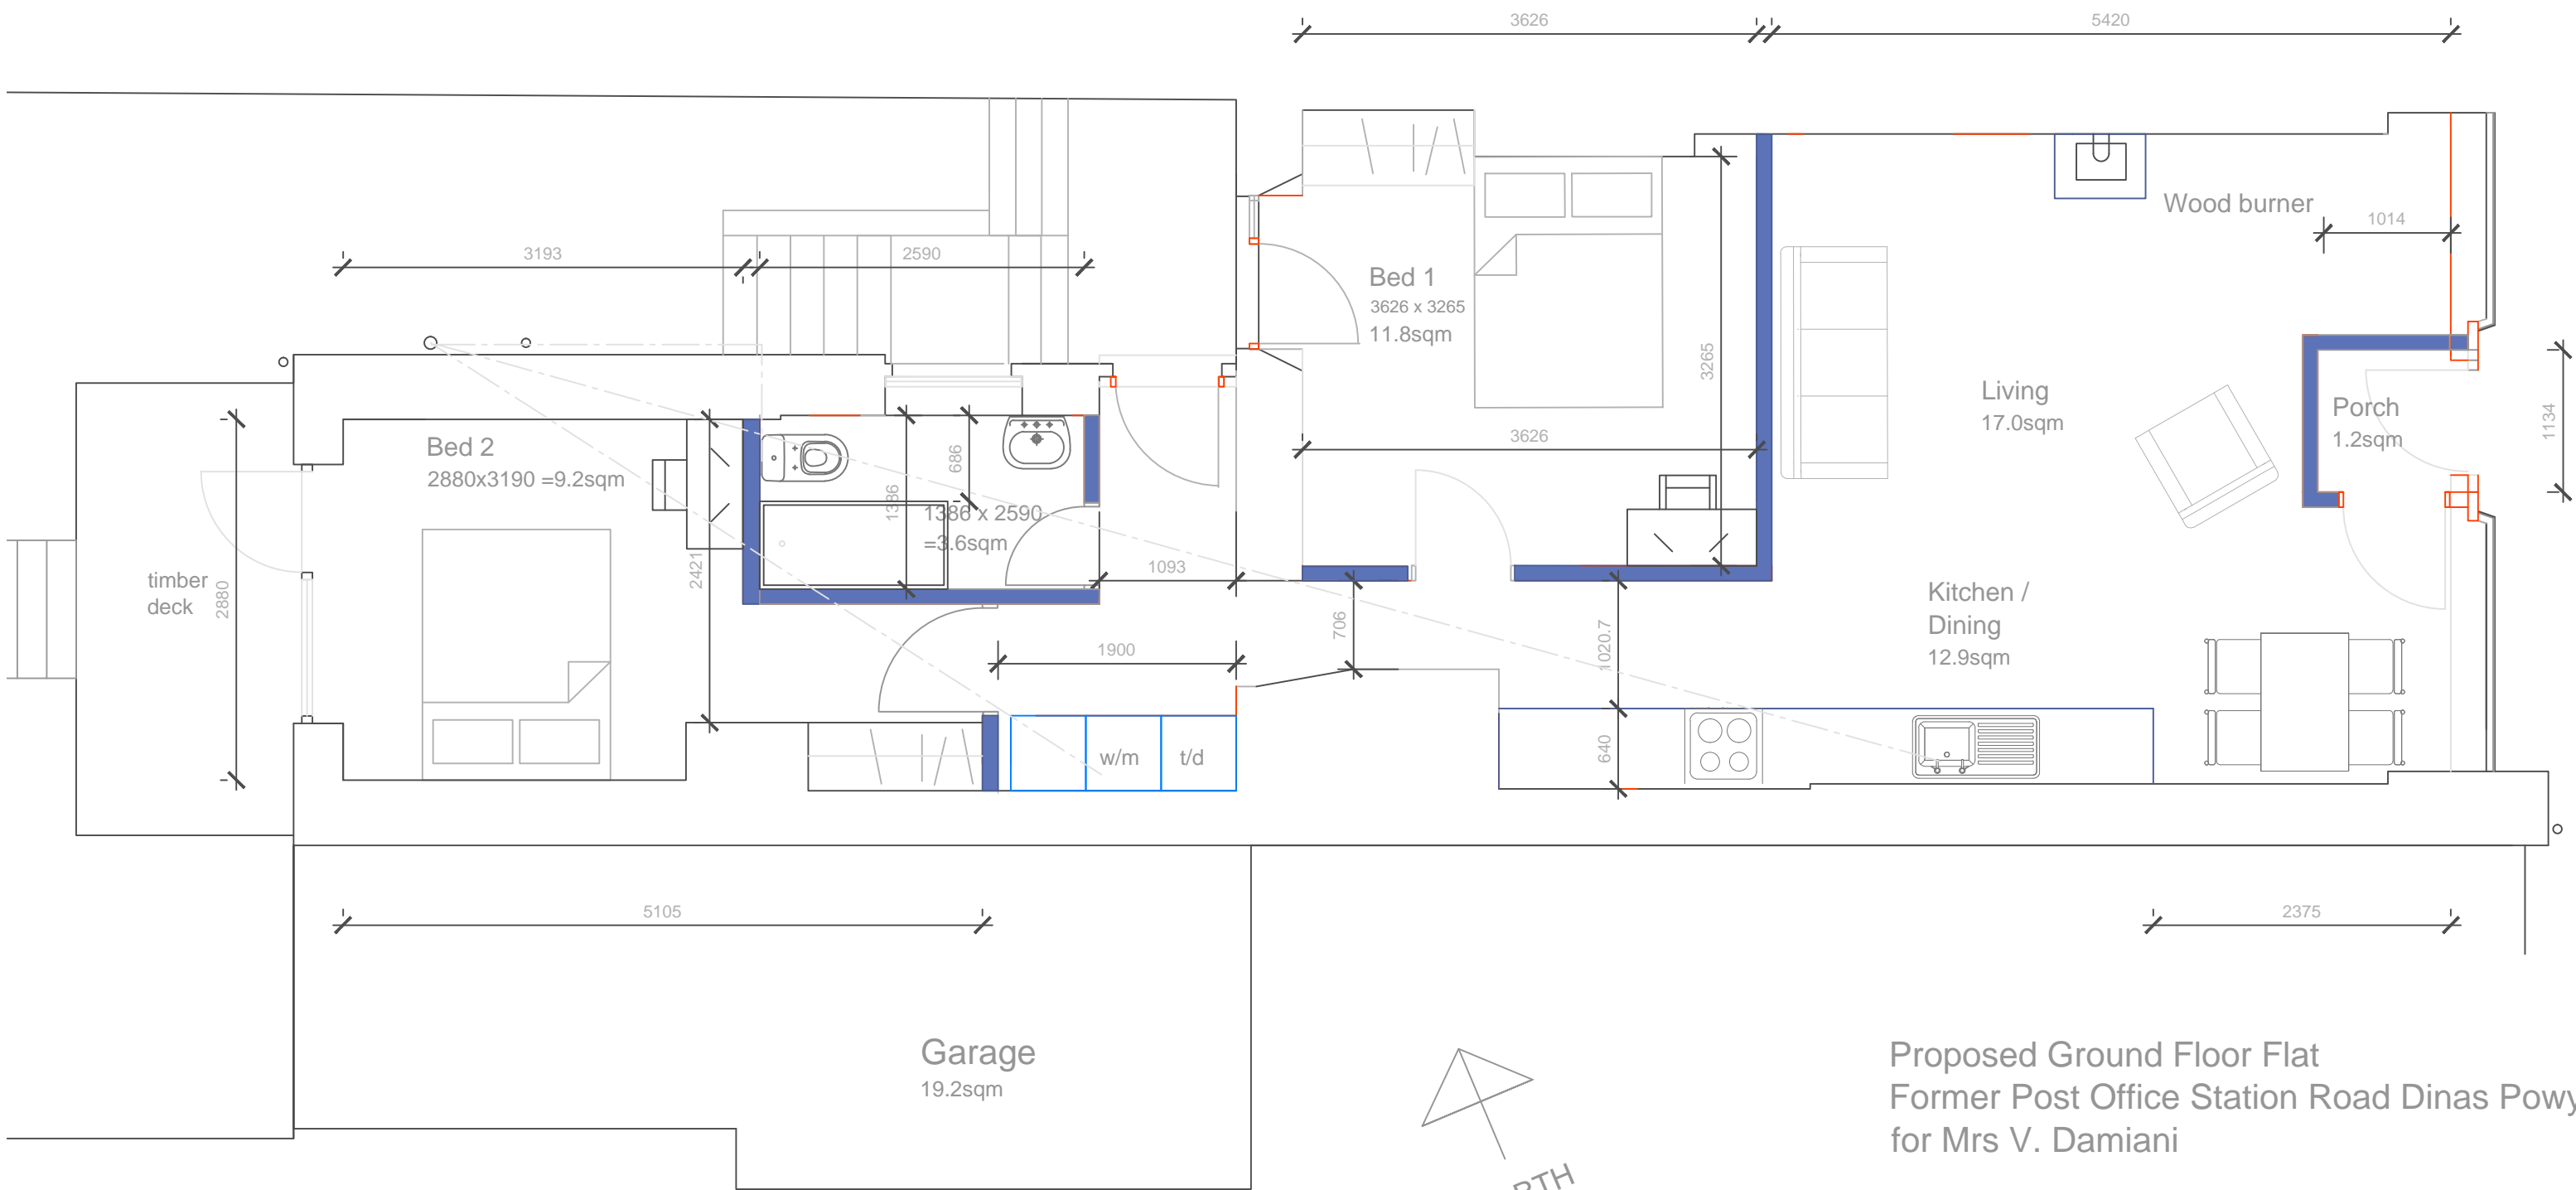 3626
5420
3193
2590
Wood burner
1014
Bed 1
3626 x 3265
11.8sqm
3265
Living
17.0sqm
Porch
1.2sqm
1134
Bed 2
2880x3190 =9.2sqm
686
1386
3626
1386 x 2590
=3.6sqm
timber
deck
2880
2421
1093
706
1020.7
Kitchen /
Dining
12.9sqm
1900
w/m
t/d
640
5105
2375
Garage
19.2sqm
Proposed Ground Floor Flat
Former Post Office Station Road Dinas Powy
for Mrs V. Damiani
RTH